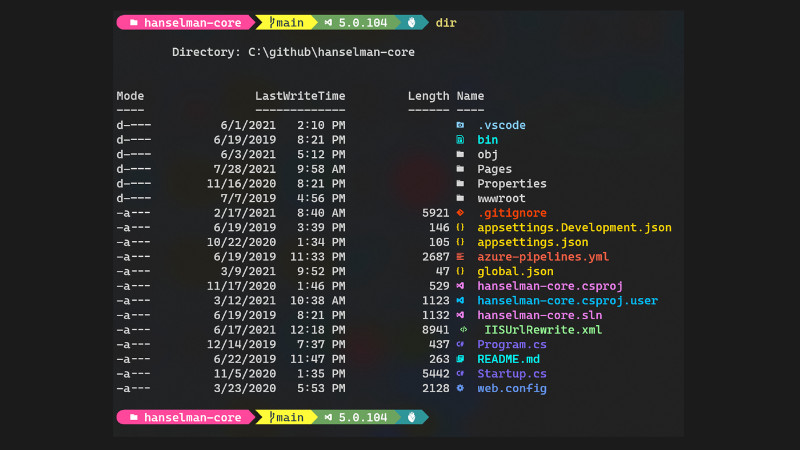 hanselman-core main 5.0.104 dir
Directory: C:\github\hanselman-core
Mode LastWriteTime Length Name
---- ------------- ------ ----
d---- 6/1/2021 2:10 PM .vscode
d---- 6/19/2019 8:21 PM bin
d---- 6/3/2021 5:12 PM obj
d---- 7/28/2021 9:58 AM Pages
d---- 11/16/2020 8:21 PM Properties
d---- 7/7/2019 4:56 PM wwwroot
-a--- 2/17/2021 8:40 AM 5921 .gitignore
-a--- 6/19/2019 3:39 PM 146 appsettings.Development.json
-a--- 10/22/2020 1:34 PM 105 appsettings.json
-a--- 6/19/2019 11:33 PM 2687 azure-pipelines.yml
-a--- 3/9/2021 9:52 PM 47 global.json
-a--- 11/17/2020 1:46 PM 529 hanselman-core.csproj
-a--- 3/12/2021 10:38 AM 1123 hanselman-core.csproj.user
-a--- 6/19/2019 8:21 PM 1132 hanselman-core.sln
-a--- 6/17/2021 12:18 PM 8941 IISUrlRewrite.xml
-a--- 12/14/2019 7:37 PM 437 Program.cs
-a--- 6/22/2019 11:47 PM 263 README.md
-a--- 11/5/2020 1:35 PM 5442 Startup.cs
-a--- 3/23/2020 5:53 PM 2128 web.config
hanselman-core main 5.0.104